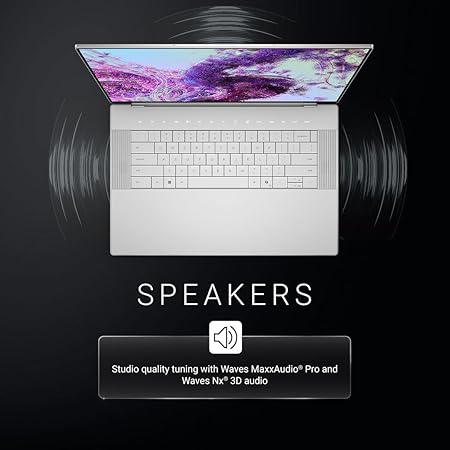 SPEAKERS
Studio quality tuning with Waves MaxxAudio® Pro and
Waves Nx® 3D audio